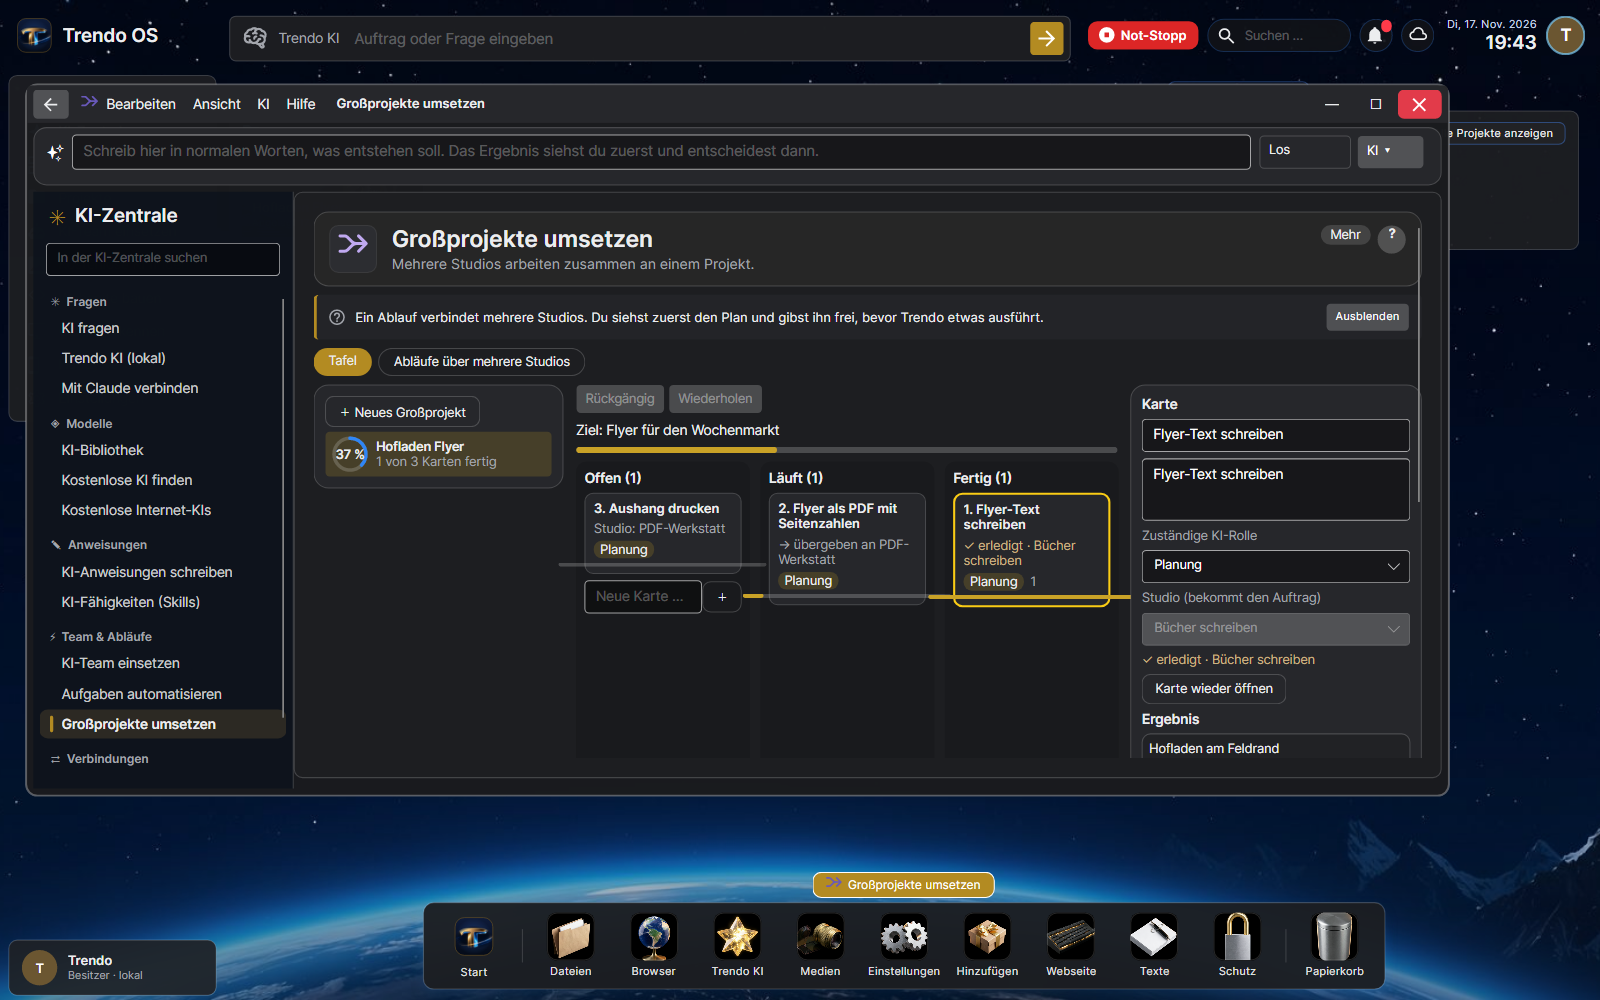 Trendo OS
Trendo KI
Auftrag oder Frage eingeben
Not-Stopp
Suchen ...
Di, 17. Nov. 2026
19:43
T
Bearbeiten
Ansicht
KI
Hilfe
Großprojekte umsetzen
e Projekte anzeigen
Schreib hier in normalen Worten, was entstehen soll. Das Ergebnis siehst du zuerst und entscheidest dann.
Los
KI
KI-Zentrale
In der KI-Zentrale suchen
Fragen
KI fragen
Trendo KI (lokal)
Mit Claude verbinden
Modelle
KI-Bibliothek
Kostenlose KI finden
Kostenlose Internet-KIs
Anweisungen
KI-Anweisungen schreiben
KI-Fähigkeiten (Skills)
Team & Abläufe
KI-Team einsetzen
Aufgaben automatisieren
Großprojekte umsetzen
Verbindungen
Großprojekte umsetzen
Mehrere Studios arbeiten zusammen an einem Projekt.
Mehr
?
Ein Ablauf verbindet mehrere Studios. Du siehst zuerst den Plan und gibst ihn frei, bevor Trendo etwas ausführt.
Ausblenden
Tafel
Abläufe über mehrere Studios
+ Neues Großprojekt
37 %
Hofladen Flyer
1 von 3 Karten fertig
Rückgängig
Wiederholen
Ziel: Flyer für den Wochenmarkt
Offen (1)
3. Aushang drucken
Studio: PDF-Werkstatt
Planung
Neue Karte ...
+
Läuft (1)
2. Flyer als PDF mit
Seitenzahlen
→ übergeben an PDF-
Werkstatt
Planung
Fertig (1)
1. Flyer-Text
schreiben
✓ erledigt · Bücher
schreiben
Planung 1
Karte
Flyer-Text schreiben
Flyer-Text schreiben
Zuständige KI-Rolle
Planung
Studio (bekommt den Auftrag)
Bücher schreiben
✓ erledigt · Bücher schreiben
Karte wieder öffnen
Ergebnis
Hofladen am Feldrand
Großprojekte umsetzen
T
Trendo
Besitzer · lokal
Start
Dateien
Browser
Trendo KI
Medien
Einstellungen
Hinzufügen
Webseite
Texte
Schutz
Papierkorb